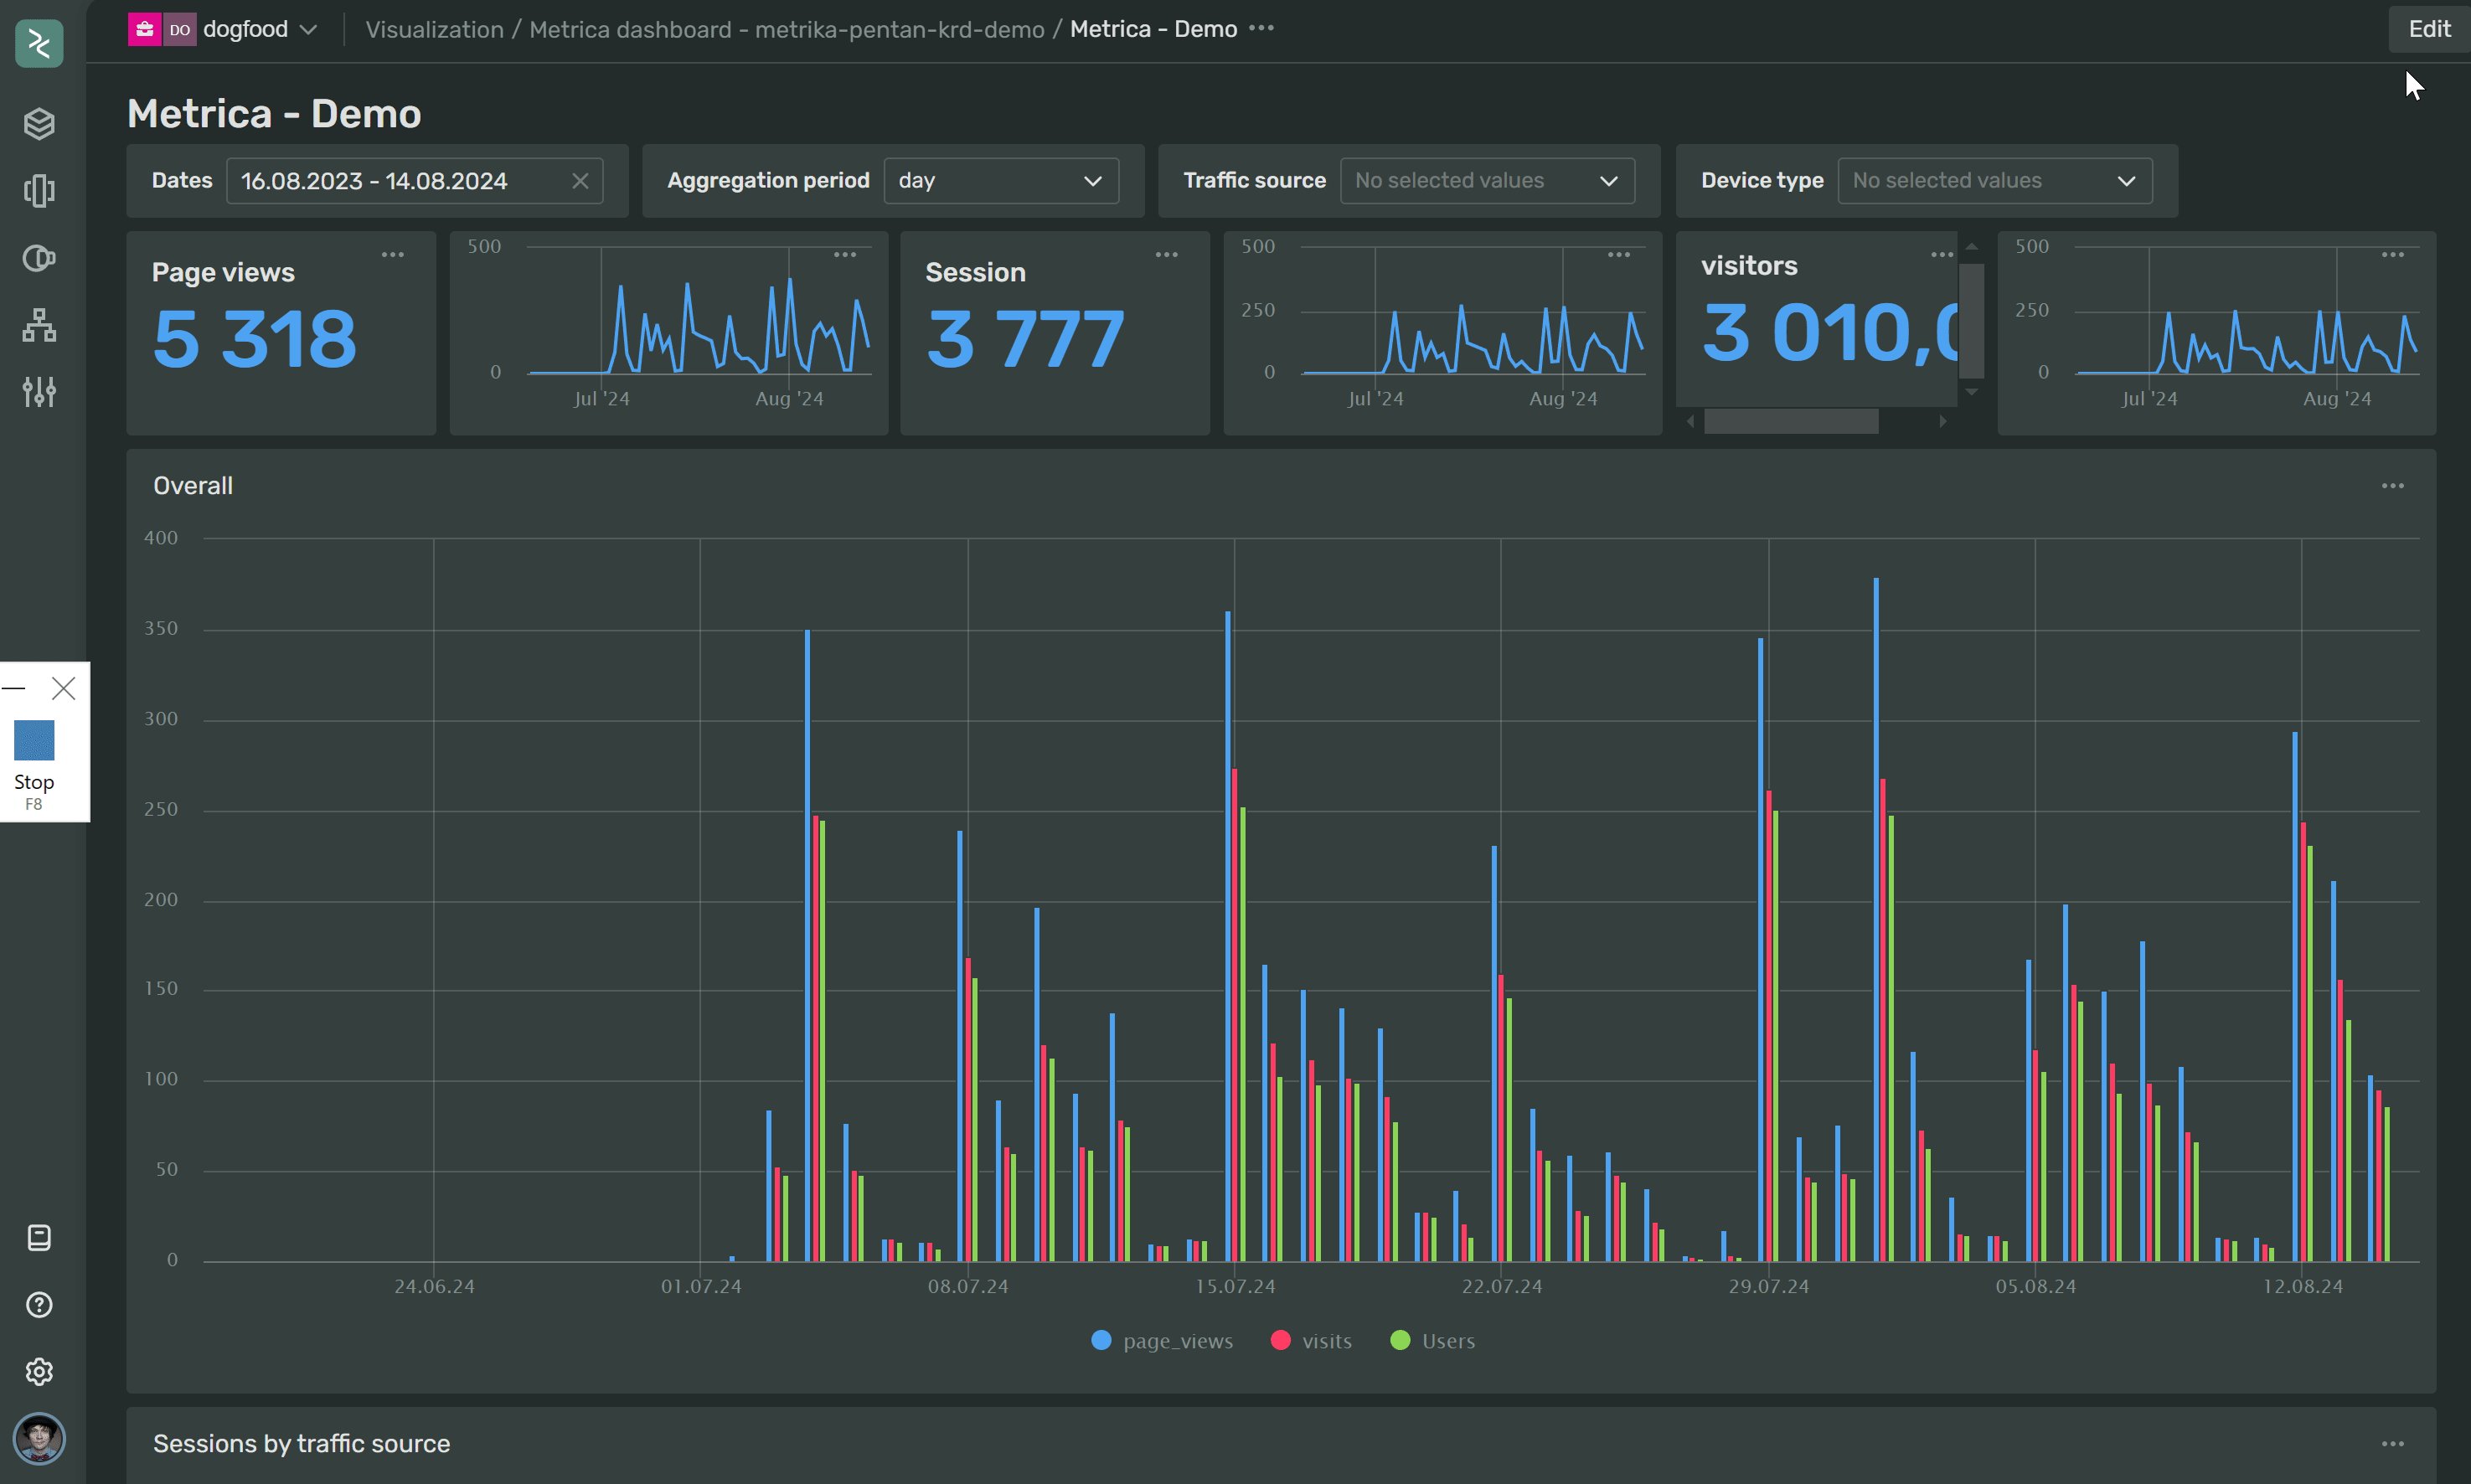 DO dogfood Visualization / Metrica dashboard - metrika-pentan-krd-demo / Metrica - Demo ··· Edit
Metrica - Demo
Dates 16.08.2023 - 14.08.2024
Aggregation period day
Traffic source No selected values
Device type No selected values
Page views
5 318
500
0
Jul '24 Aug '24
Session
3 777
500
250
0
Jul '24 Aug '24
visitors
3 010,
500
250
0
Jul '24 Aug '24
Overall
400
350
300
250
200
150
100
50
0
24.06.24 01.07.24 08.07.24 15.07.24 22.07.24 29.07.24 05.08.24 12.08.24
page_views visits Users
Sessions by traffic source
Stop
F8